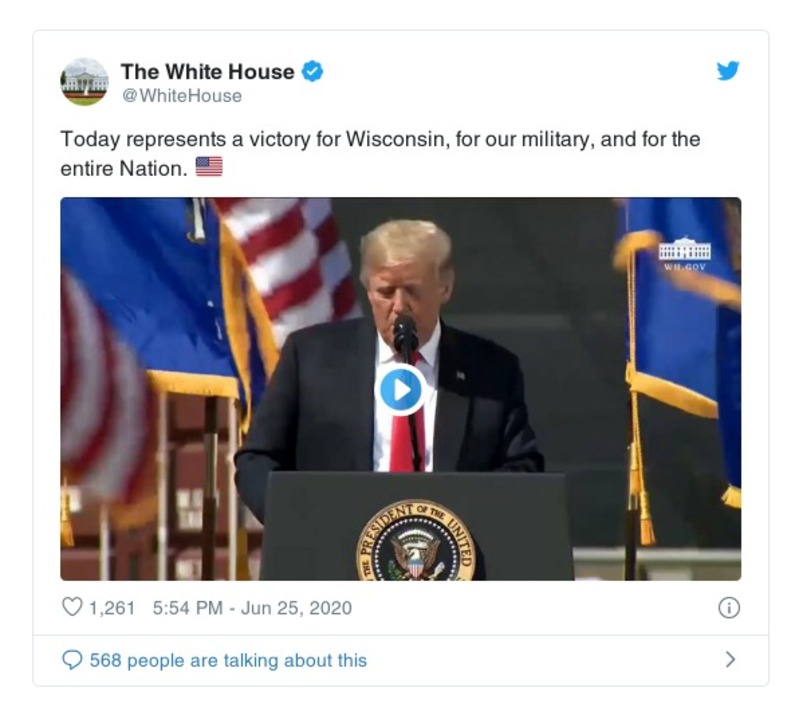 The White House
@WhiteHouse
Today represents a victory for Wisconsin, for our military, and for the
entire Nation. 🇺🇸
WH.GOV
THE PRESIDENT OF THE UNITED
1,261 5:54 PM - Jun 25, 2020
568 people are talking about this